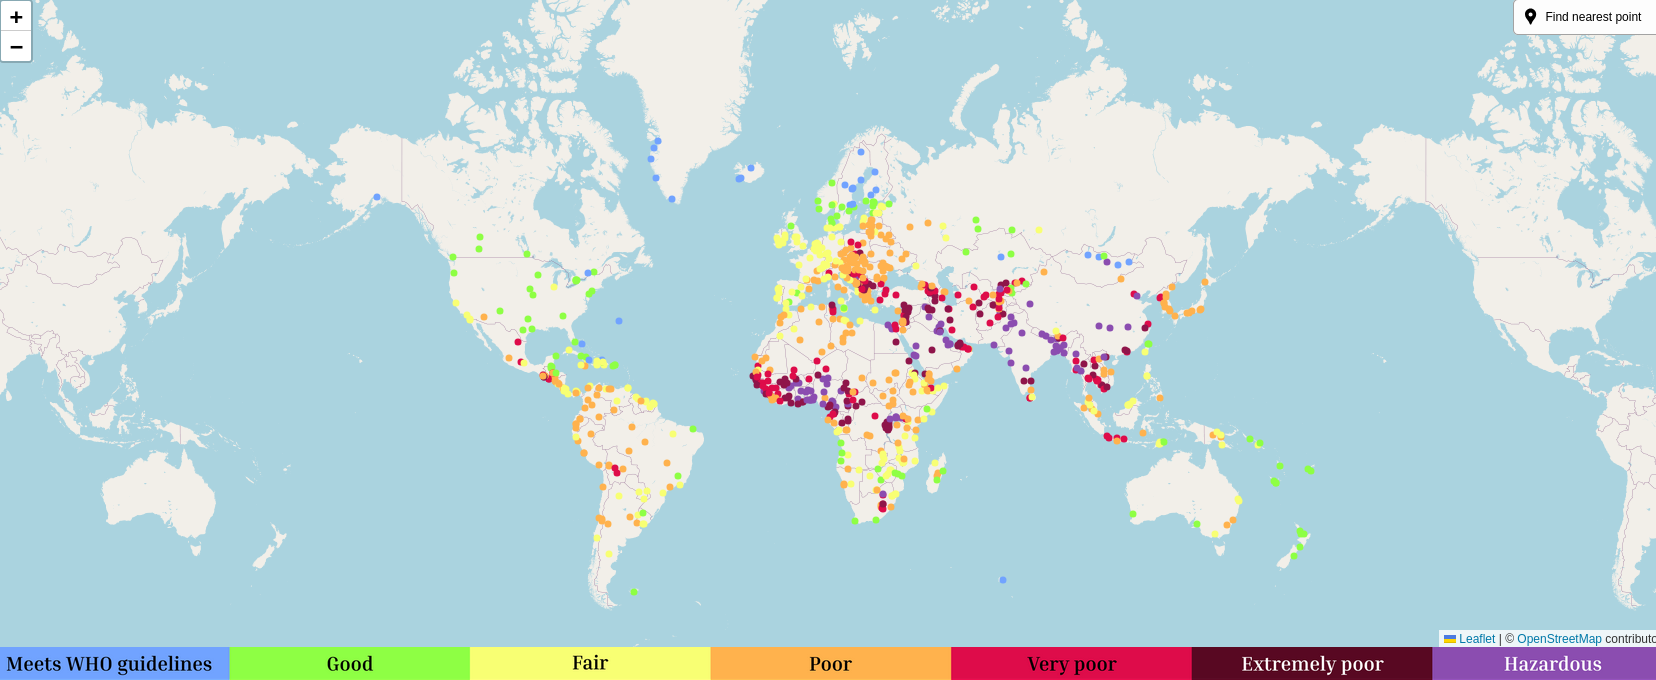 +
−
Find nearest point
Leaflet | © OpenStreetMap contributo
Meets WHO guidelines
Good
Fair
Poor
Very poor
Extremely poor
Hazardous